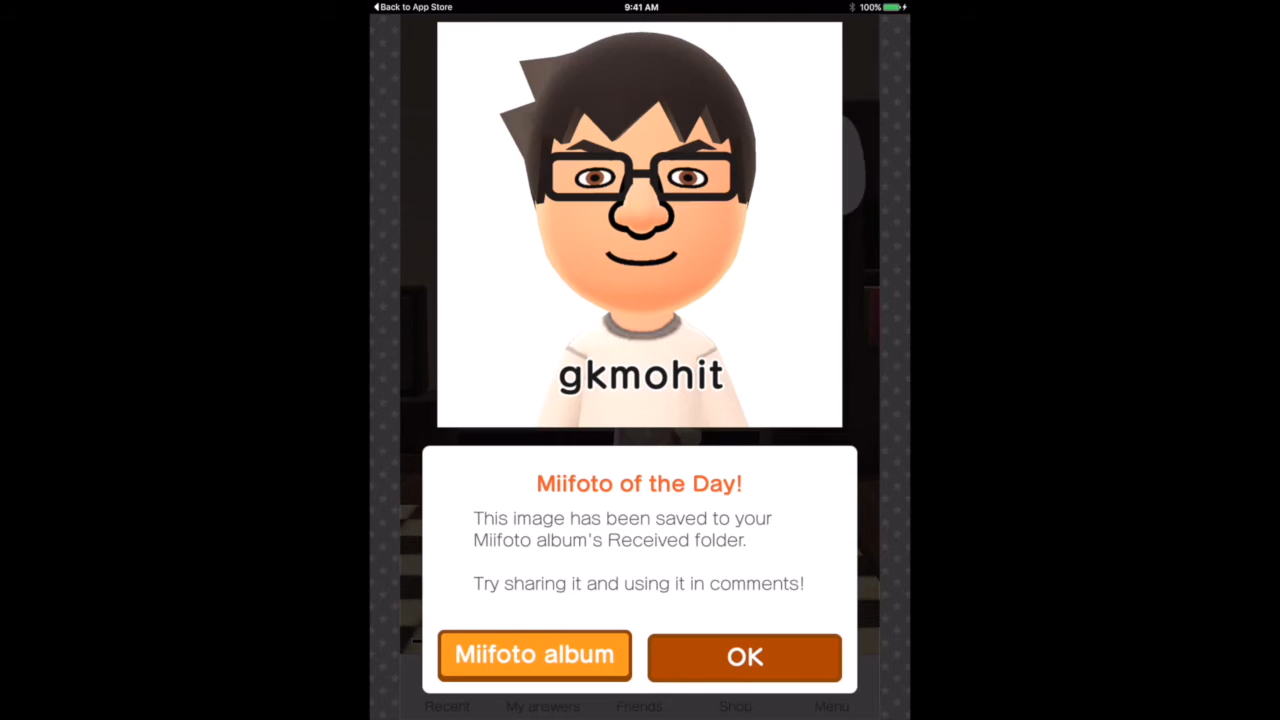 Back to App Store
9:41 AM
100%
gkmohit
Miifoto of the Day!
This image has been saved to your
Miifoto album's Received folder.
Try sharing it and using it in comments!
Miifoto album
OK
Recent
My answers
Friends
Shop
Menu